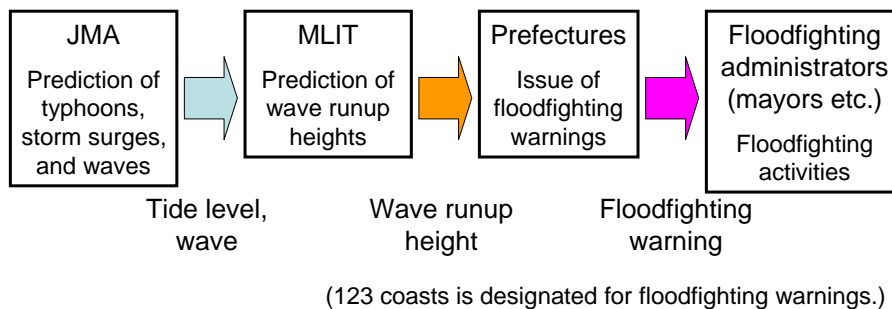 JMA
Prediction of
typhoons,
storm surges,
and waves
MLIT
Prediction of
wave runup
heights
Prefectures
Issue of
floodfighting
warnings
Floodfighting
administrators
(mayors etc.)
Floodfighting
activities
Tide level,
wave
Wave runup
height
Floodfighting
warning
(123 coasts is designated for floodfighting warnings.)